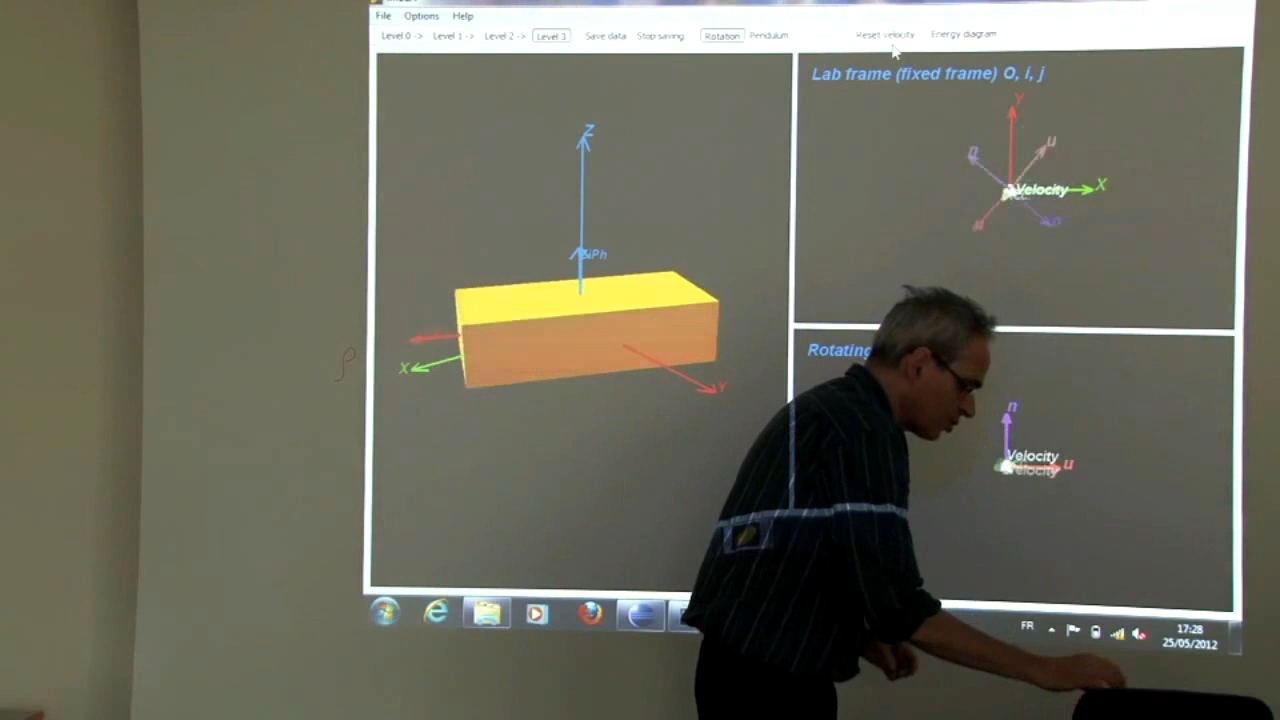 File Options Help
Level 0 -> Level 1 -> Level 2 -> Level 3 Save data Stop saving Rotation Pendulum Reset velocity Energy diagram
Lab frame (fixed frame) O, i, j
Z
X
Y
Y
u
n
X
Velocity
Rotating
n
Velocity
u
FR
17:28
25/05/2012